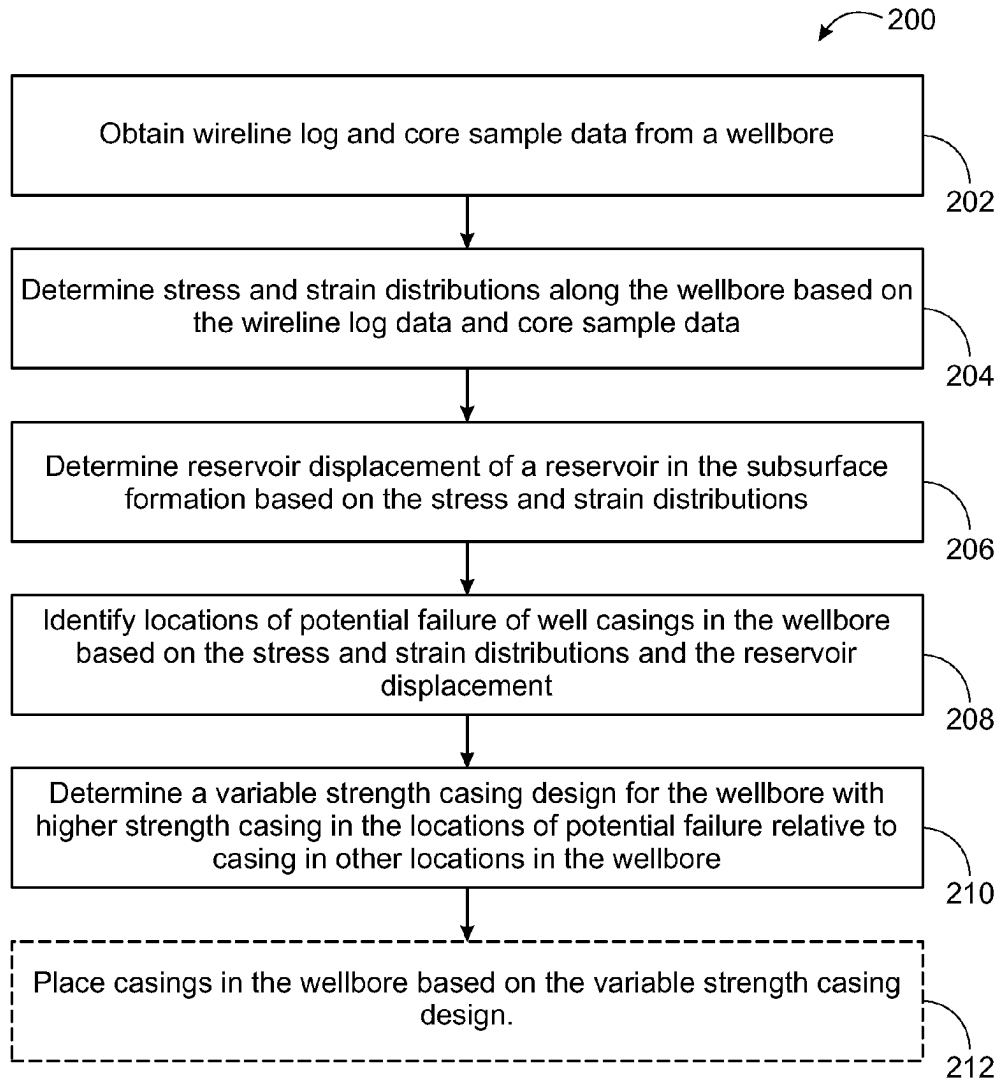 200
Obtain wireline log and core sample data from a wellbore
202
Determine stress and strain distributions along the wellbore based on
the wireline log data and core sample data
204
Determine reservoir displacement of a reservoir in the subsurface
formation based on the stress and strain distributions
206
Identify locations of potential failure of well casings in the wellbore
based on the stress and strain distributions and the reservoir
displacement
208
Determine a variable strength casing design for the wellbore with
higher strength casing in the locations of potential failure relative to
casing in other locations in the wellbore
210
Place casings in the wellbore based on the variable strength casing
design.
212